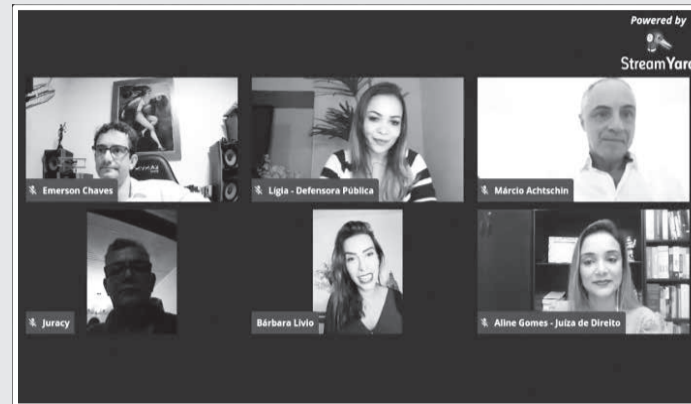 Powered by
StreamYard
Emerson Chaves
Lígia - Defensora Pública
Márcio Achtschin
Juracy
Bárbara Livio
Aline Gomes - Juíza de Direito